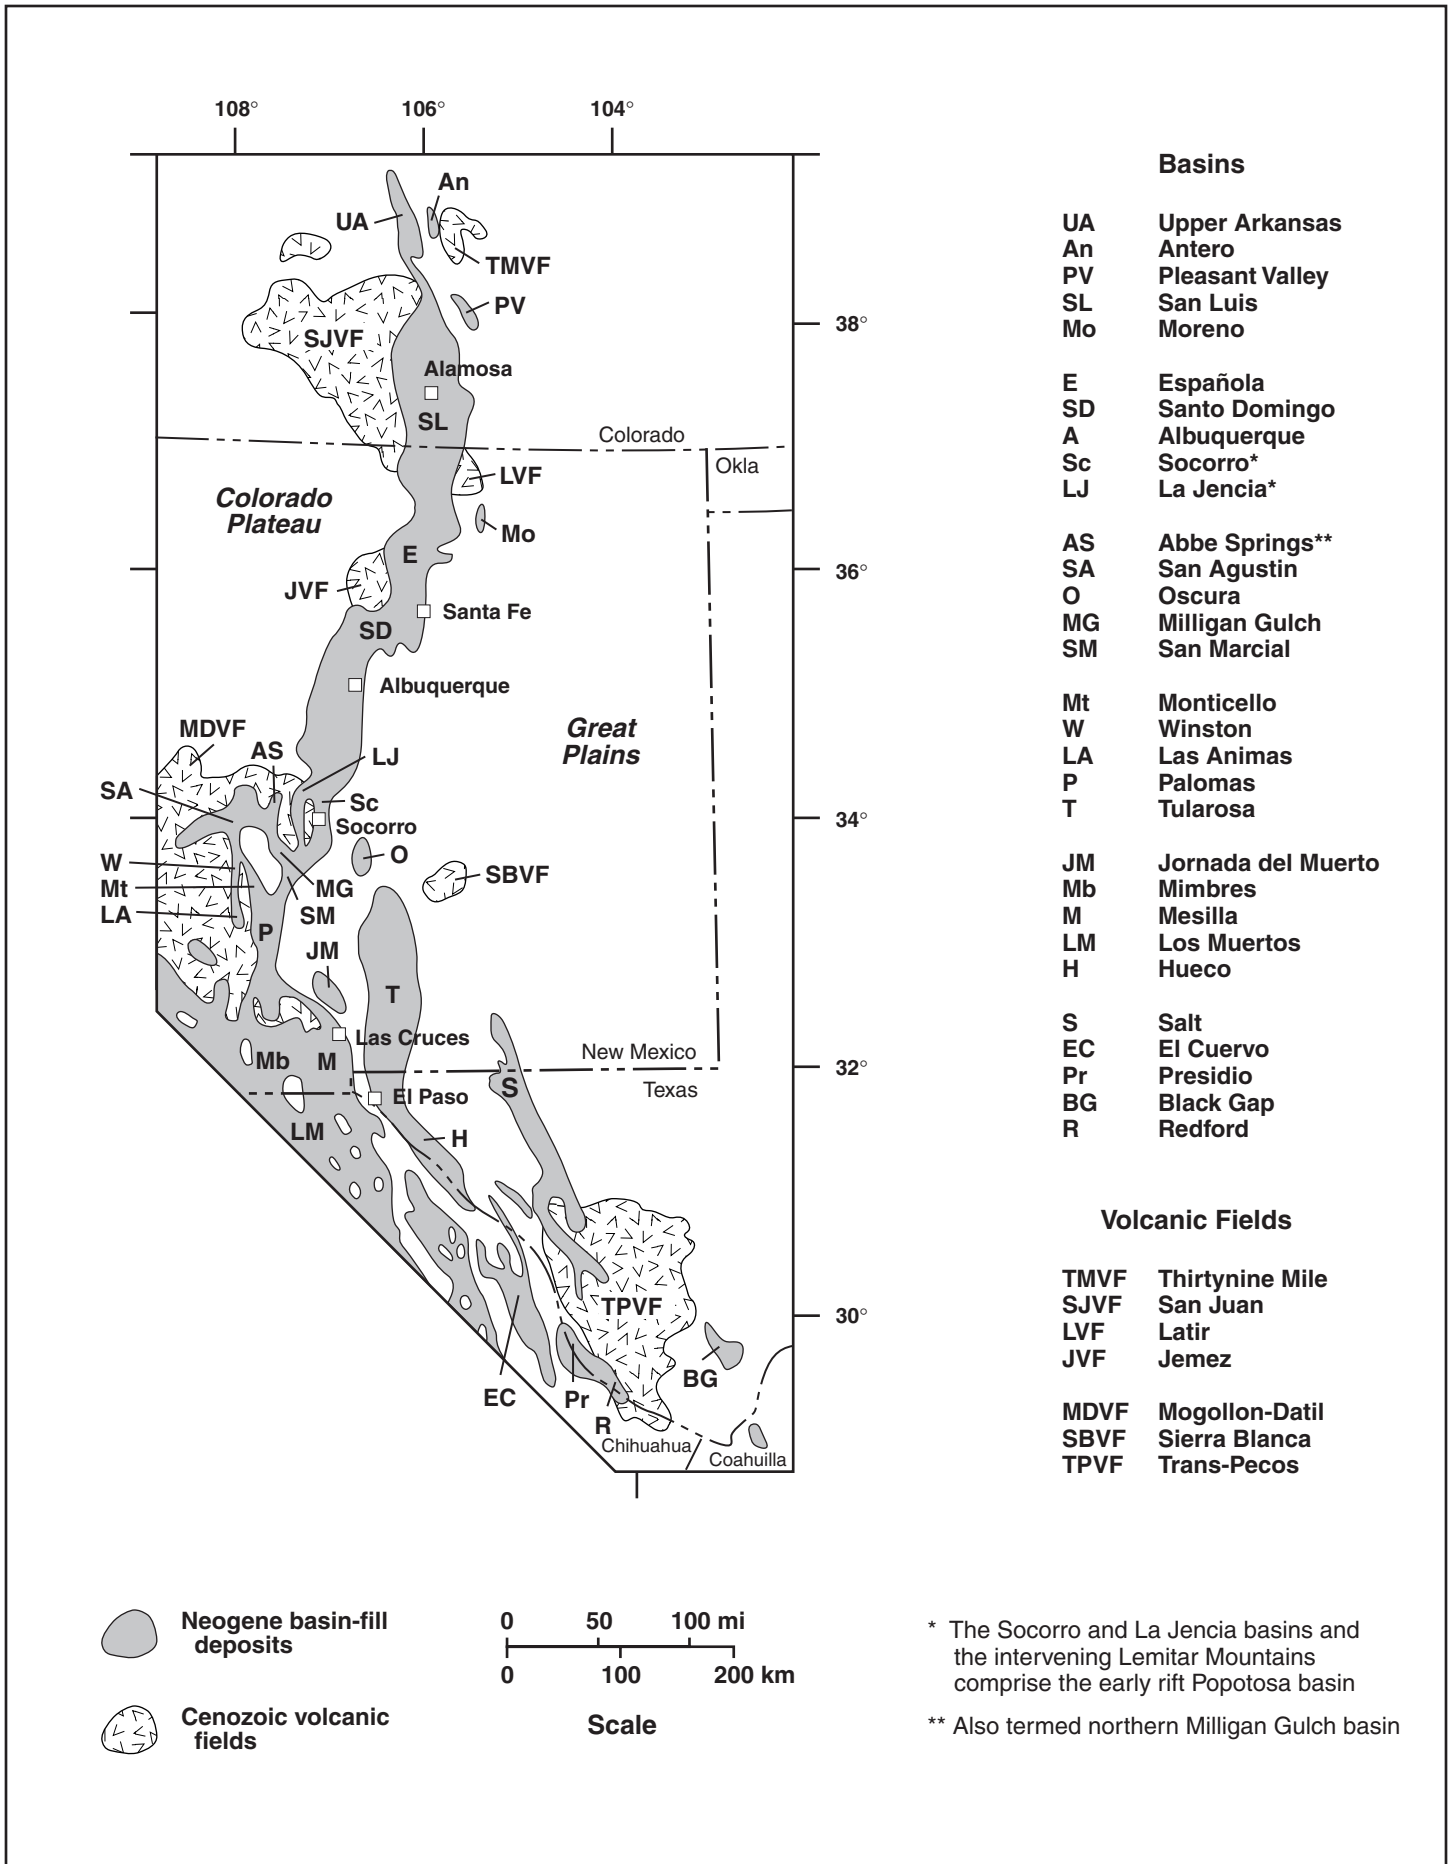 108°
106°
104°
An
UA
TMVF
PV
SJVF
38°
Alamosa
SL
Colorado
Okla
LVF
Colorado
Plateau
Mo
E
36°
JVF
Santa Fe
SD
Albuquerque
Great
Plains
MDVF
AS
LJ
SA
Sc
Socorro
34°
O
W
SBVF
Mt
MG
LA
SM
P
JM
T
Las Cruces
New Mexico
Mb
M
32°
S
Texas
El Paso
LM
H
TPVF
30°
BG
EC
Pr
R
Chihuahua
Coahuilla
Basins
UA Upper Arkansas
An Antero
PV Pleasant Valley
SL San Luis
Mo Moreno
E Española
SD Santo Domingo
A Albuquerque
Sc Socorro*
LJ La Jencia*
AS Abbe Springs**
SA San Agustin
O Oscura
MG Milligan Gulch
SM San Marcial
Mt Monticello
W Winston
LA Las Animas
P Palomas
T Tularosa
JM Jornada del Muerto
Mb Mimbres
M Mesilla
LM Los Muertos
H Hueco
S Salt
EC El Cuervo
Pr Presidio
BG Black Gap
R Redford
Volcanic Fields
TMVF Thirtynine Mile
SJVF San Juan
LVF Latir
JVF Jemez
MDVF Mogollon-Datil
SBVF Sierra Blanca
TPVF Trans-Pecos
Neogene basin-fill
deposits
Cenozoic volcanic
fields
0 50 100 mi
0 100 200 km
Scale
* The Socorro and La Jencia basins and
the intervening Lemitar Mountains
comprise the early rift Popotosa basin
** Also termed northern Milligan Gulch basin